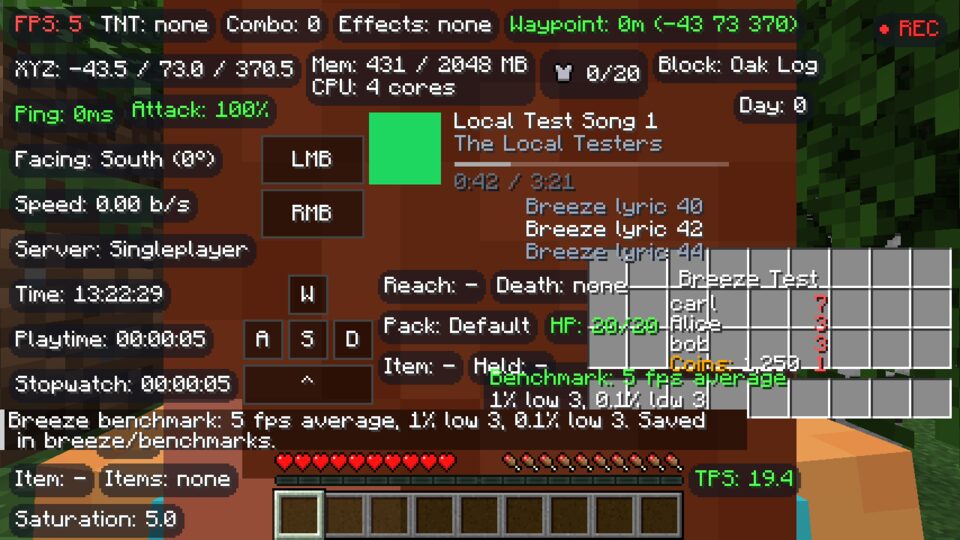 FPS: 5 TNT: none Combo: 0 Effects: none Waypoint: 0m (-43 73 370) REC
XYZ: -43.5 / 73.0 / 370.5 Mem: 431 / 2048 MB 0/20 Block: Oak Log
CPU: 4 cores
Ping: 0ms Attack: 100% Day: 0
Local Test Song 1
The Local Testers
Facing: South (0°) LMB
0:42 / 3:21
Speed: 0.00 b/s RMB
Breeze lyric 40
Breeze lyric 42
Server: Singleplayer
Breeze lyric 44
Breeze Test
Time: 13:22:29 W Reach: - Death: none
carl 7
Alice 3
Playtime: 00:00:05 A S D Pack: Default HP: 20/20
bob 3
Coins: 1,250 1
Item: - Held: -
Stopwatch: 00:00:05 ^
Benchmark: 5 fps average
1% low 3, 0.1% low 3
Breeze benchmark: 5 fps average, 1% low 3, 0.1% low 3. Saved
in breeze/benchmarks.
Item: - Items: none TPS: 19.4
Saturation: 5.0